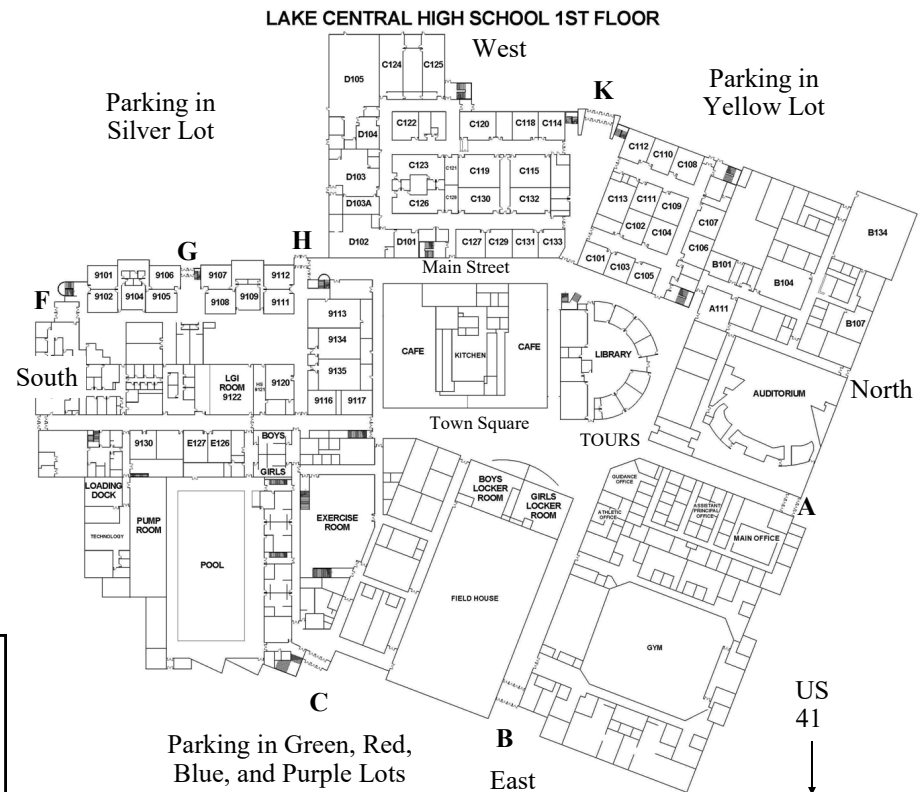 LAKE CENTRAL HIGH SCHOOL 1ST FLOOR
West
Parking in
Silver Lot
Parking in
Yellow Lot
K
D105
C124
C125
D104
C122
C120
C118
C114
C112
C110
C108
D103
C123
C121
C119
C115
D103A
C126
C128
C130
C132
C113
C111
C109
C102
C104
C107
C106
B134
D102
D101
C127
C129
C131
C133
C101
C103
C105
B101
B104
B107
A111
Main Street
G
H
F
9101
9106
9107
9112
9102
9104
9105
9108
9109
9111
9113
9134
9135
9116
9117
CAFE
KITCHEN
CAFE
LIBRARY
AUDITORIUM
South
North
LGI
ROOM
9122
HS
9121
9120
Town Square
TOURS
9130
E127
E126
BOYS
GIRLS
BOYS
LOCKER
ROOM
GIRLS
LOCKER
ROOM
GUIDANCE
OFFICE
ATHLETIC
OFFICE
ASSISTANT
PRINCIPAL
OFFICE
MAIN OFFICE
A
LOADING
DOCK
TECHNOLOGY
PUMP
ROOM
POOL
EXERCISE
ROOM
FIELD HOUSE
GYM
C
B
US
41
Parking in Green, Red,
Blue, and Purple Lots
East